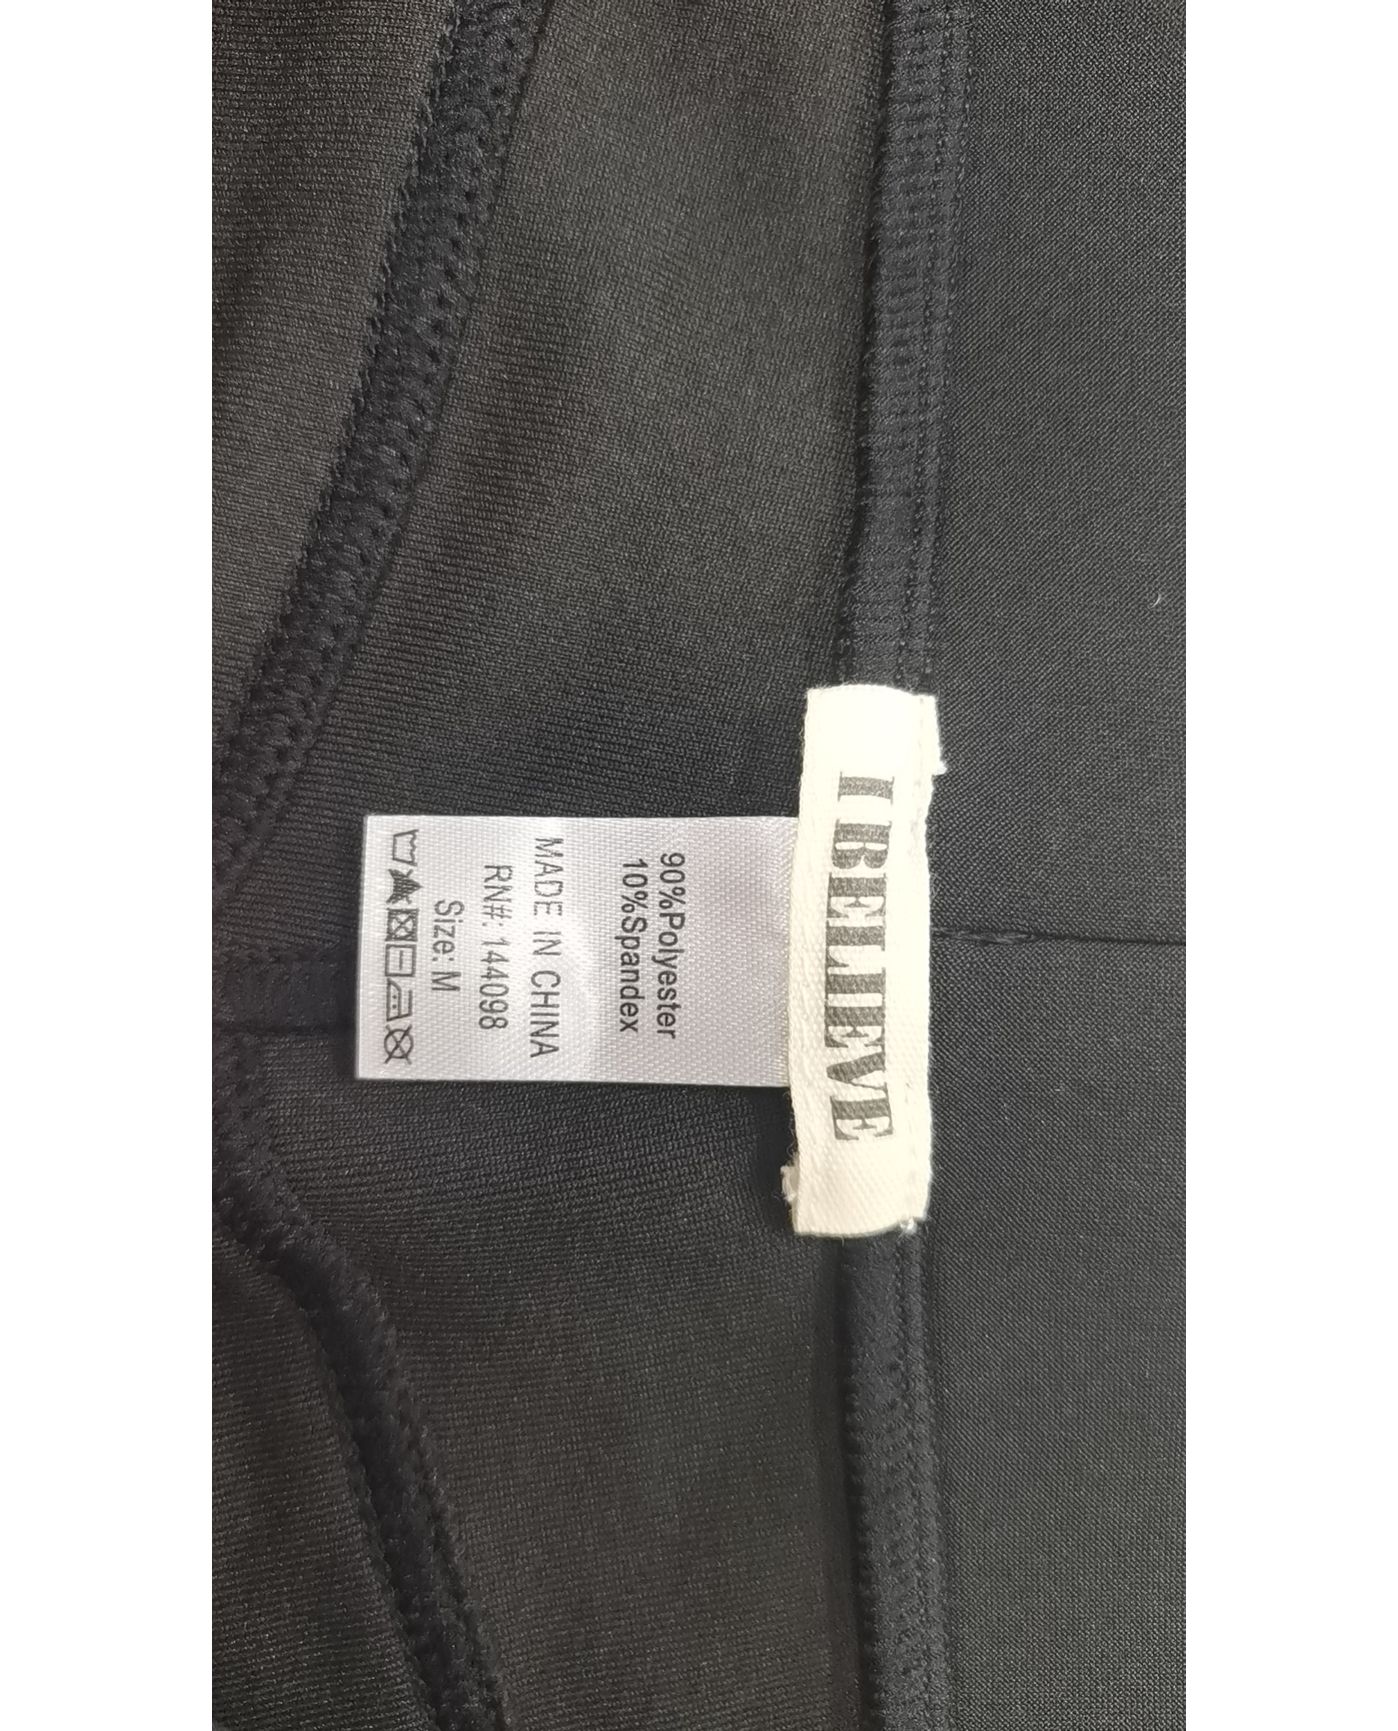 I BELIEVE
90%Polyester
10%Spandex
MADE IN CHINA
RN#: 144098
Size: M